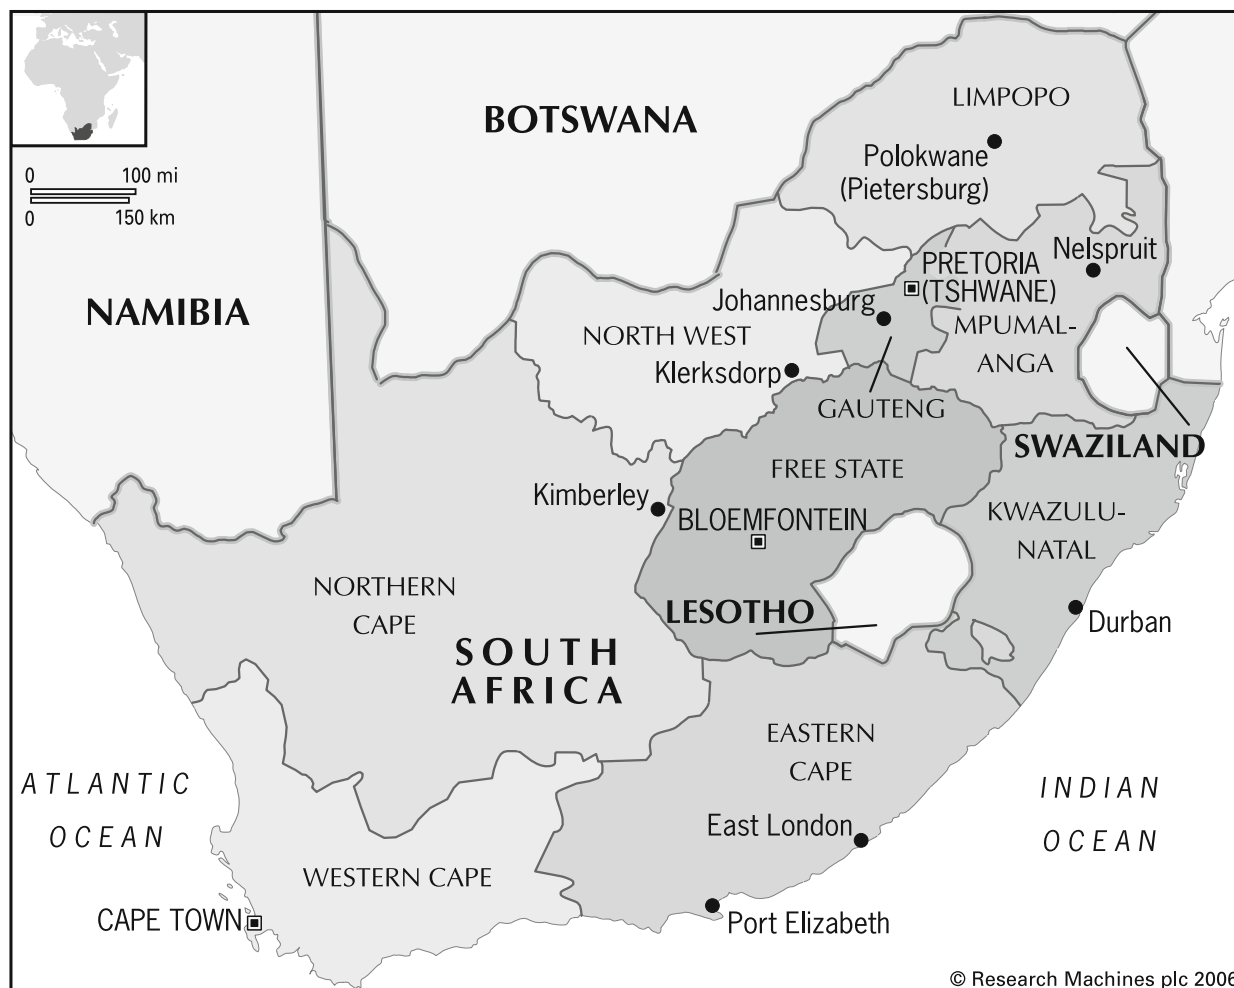 LIMPOPO
BOTSWANA
Polokwane
(Pietersburg)
0 100 mi
0 150 km
Nelspruit
PRETORIA
(TSHWANE)
NAMIBIA
Johannesburg
NORTH WEST
MPUMAL-
ANGA
Klerksdorp
GAUTENG
SWAZILAND
FREE STATE
Kimberley
BLOEMFONTEIN
KWAZULU-
NATAL
NORTHERN
CAPE
LESOTHO
Durban
SOUTH
AFRICA
EASTERN
CAPE
ATLANTIC
OCEAN
INDIAN
OCEAN
East London
WESTERN CAPE
CAPE TOWN
Port Elizabeth
© Research Machines plc 2006